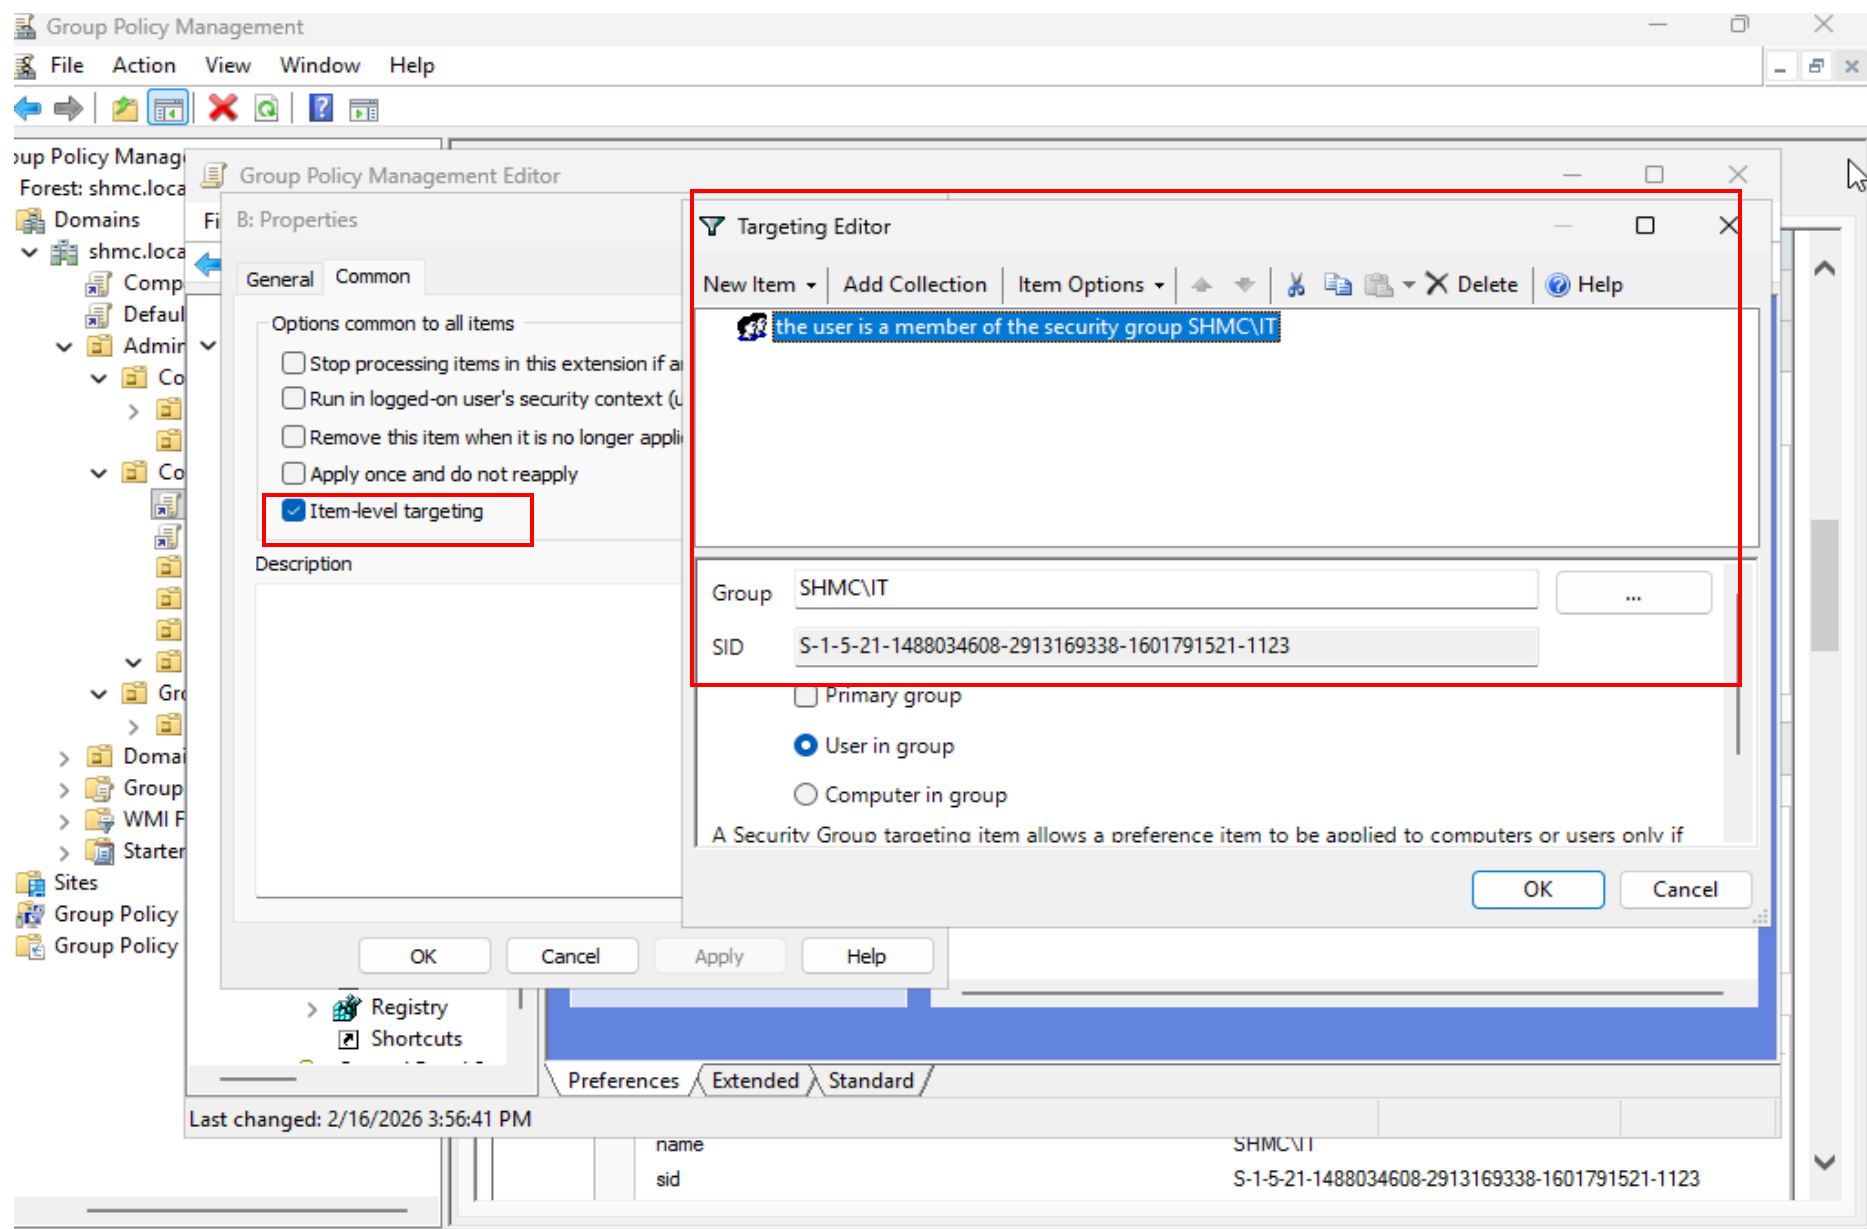 Group Policy Management
File Action View Window Help
oup Policy Manag
Forest: shmc.loca
Domains
shmc.loca
Comp
Defaul
Admin
Co
Co
Gro
Domai
Group
WMI F
Starter
Sites
Group Policy
Group Policy
Group Policy Management Editor
Fi
B: Properties
General Common
Options common to all items
Stop processing items in this extension if a
Run in logged-on user's security context (u
Remove this item when it is no longer appli
Apply once and do not reapply
Item-level targeting
Description
OK Cancel Apply Help
Targeting Editor
New Item Add Collection Item Options Delete Help
the user is a member of the security group SHMC\IT
Group SHMC\IT ...
SID S-1-5-21-1488034608-2913169338-1601791521-1123
Primary group
User in group
Computer in group
A Security Group targeting item allows a preference item to be applied to computers or users only if
OK Cancel
Registry
Shortcuts
Preferences Extended Standard
Last changed: 2/16/2026 3:56:41 PM
name SHMC\IT
sid S-1-5-21-1488034608-2913169338-1601791521-1123